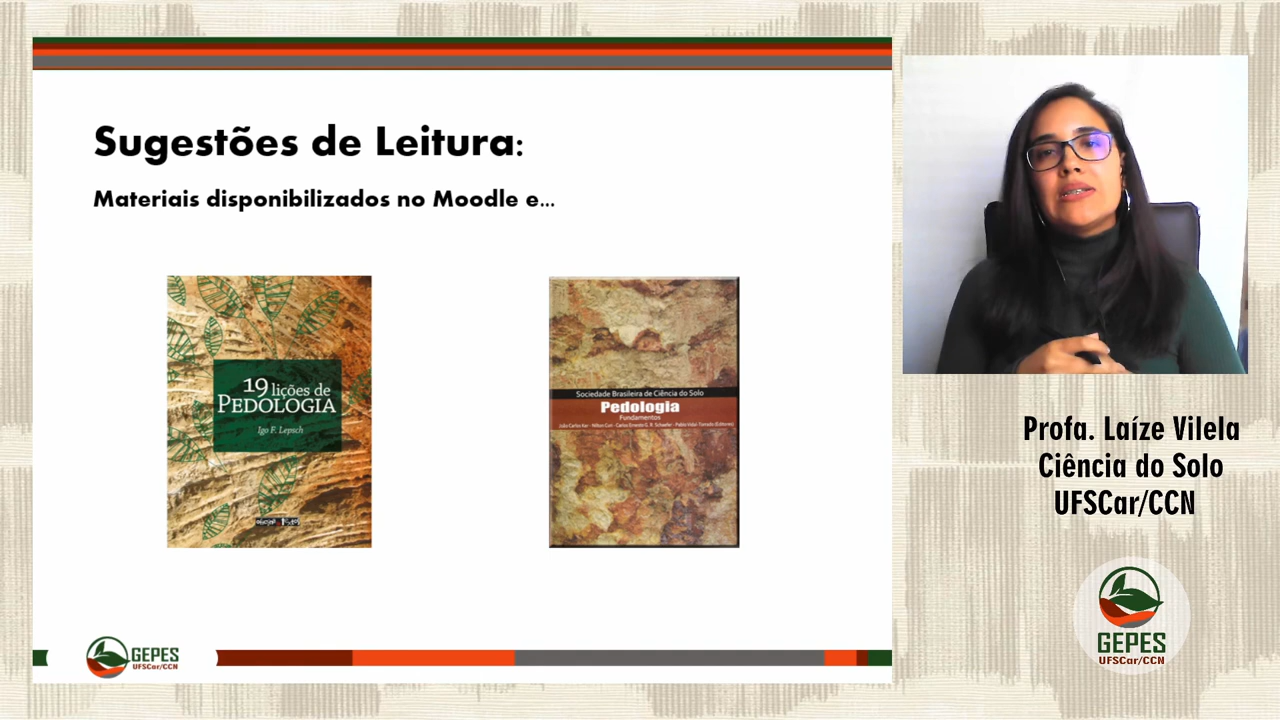 Sugestões de Leitura:
Materiais disponibilizados no Moodle e...
19 lições de
PEDOLOGIA
Igo F. Lepsch
Sociedade Brasileira de Ciência do Solo
Pedologia
Fundamentos
GEPES
UFSCar/CCN
Profa. Laíze Vilela
Ciência do Solo
UFSCar/CCN
GEPES
UFSCar/CCN